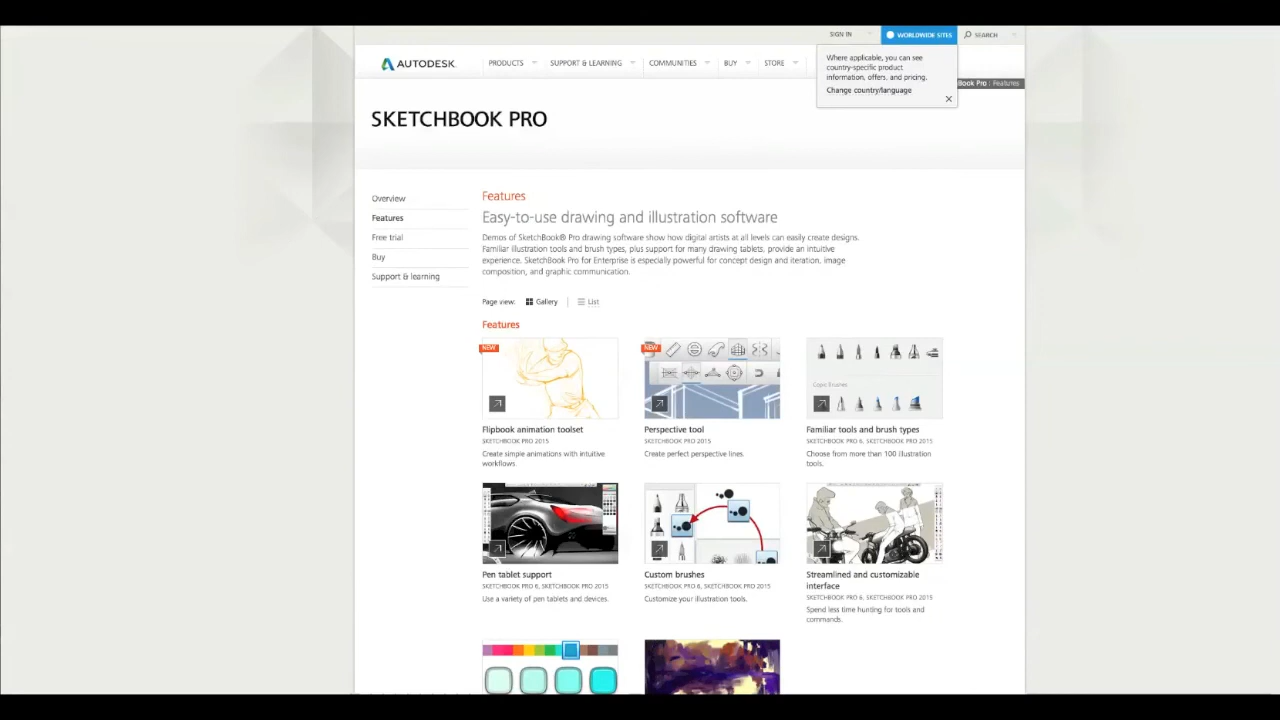 SIGN IN
WORLDWIDE SITES
SEARCH
AUTODESK
PRODUCTS
SUPPORT & LEARNING
COMMUNITIES
BUY
STORE
Where applicable, you can see
country-specific product
information, offers, and pricing.
Change country/language
Book Pro : Features
SKETCHBOOK PRO
Overview
Features
Free trial
Buy
Support & learning
Features
Easy-to-use drawing and illustration software
Demos of SketchBook® Pro drawing software show how digital artists at all levels can easily create designs.
Familiar illustration tools and brush types, plus support for many drawing tablets, provide an intuitive
experience. SketchBook Pro for Enterprise is especially powerful for concept design and iteration, image
composition, and graphic communication.
Page view: Gallery | List
Features
NEW
NEW
Copic Brushes
Flipbook animation toolset
SKETCHBOOK PRO 2015
Create simple animations with intuitive
workflows.
Perspective tool
SKETCHBOOK PRO 2015
Create perfect perspective lines.
Familiar tools and brush types
SKETCHBOOK PRO 6, SKETCHBOOK PRO 2015
Choose from more than 100 illustration
tools.
Pen tablet support
SKETCHBOOK PRO 6, SKETCHBOOK PRO 2015
Use a variety of pen tablets and devices.
Custom brushes
SKETCHBOOK PRO 6, SKETCHBOOK PRO 2015
Customize your illustration tools.
Streamlined and customizable
interface
SKETCHBOOK PRO 6, SKETCHBOOK PRO 2015
Spend less time hunting for tools and
commands.